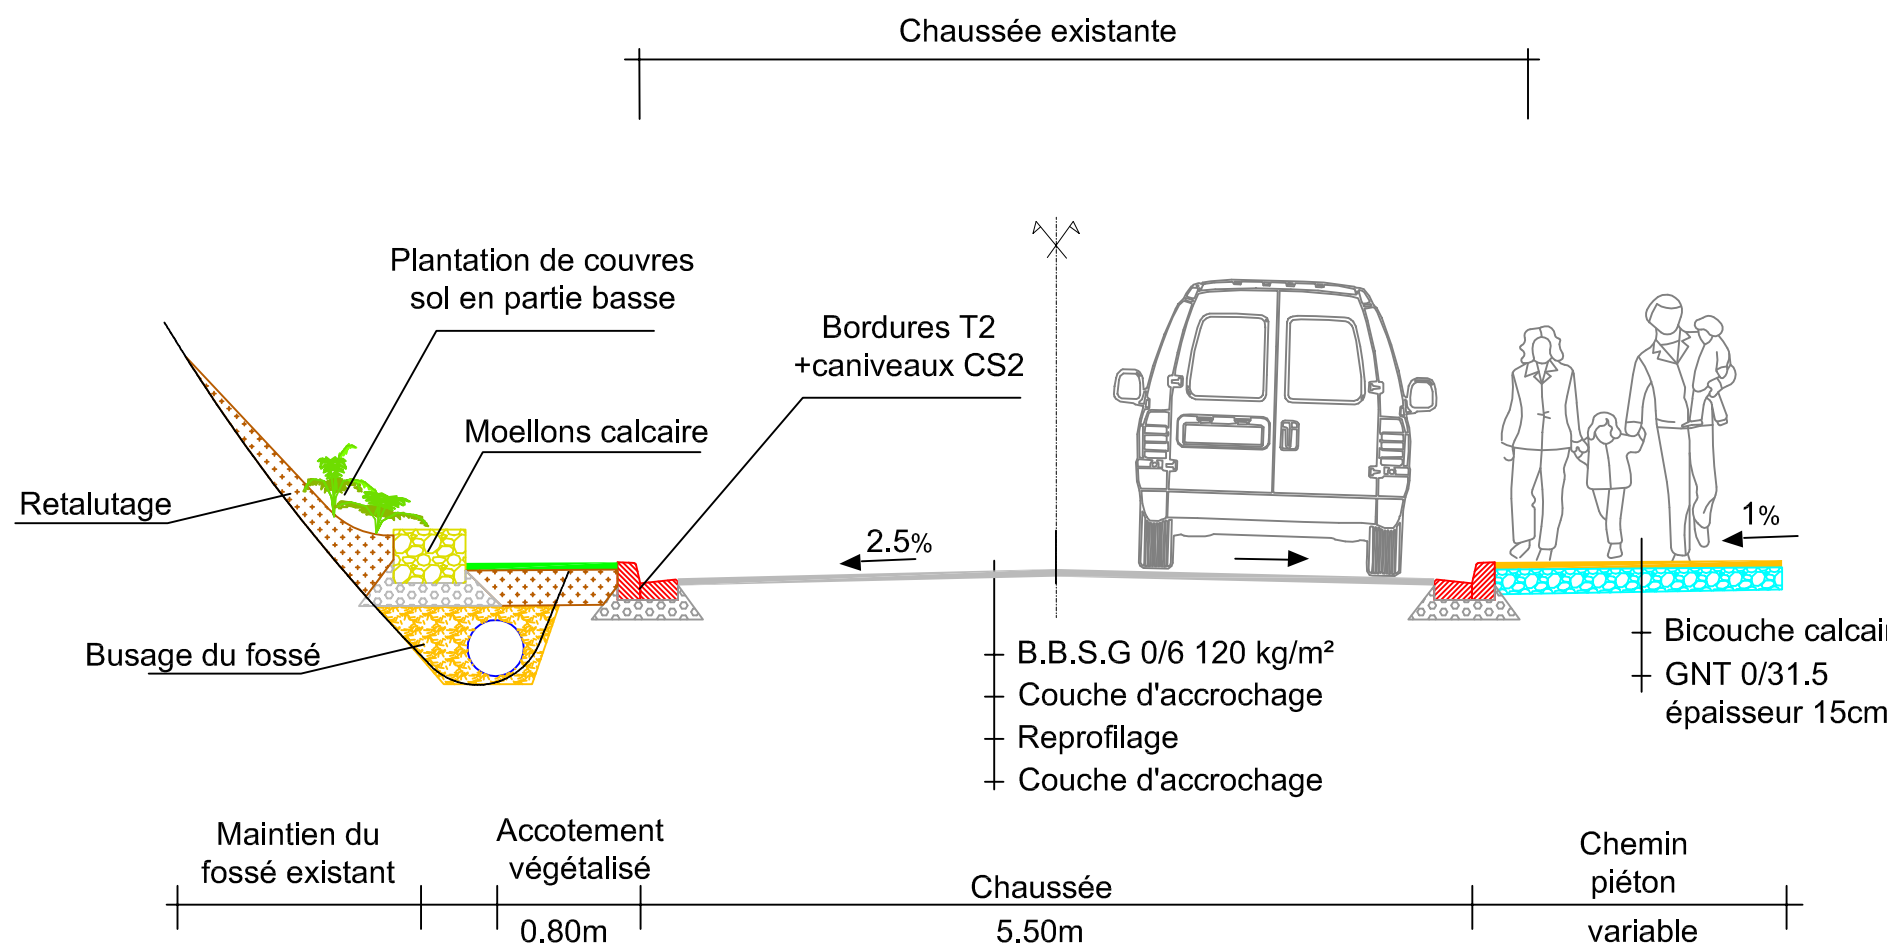 Chaussée existante
Plantation de couvres
sol en partie basse
Bordures T2
+caniveaux CS2
Moellons calcaire
Retalutage
2.5%
1%
Busage du fossé
B.B.S.G 0/6 120 kg/m²
Couche d'accrochage
Reprofilage
Couche d'accrochage
Bicouche
GNT 0/31.5
épaisseur 15cm
Maintien du
fossé existant
Accotement
végétalisé
Chaussée
Chemin
piéton
0.80m
5.50m
variable